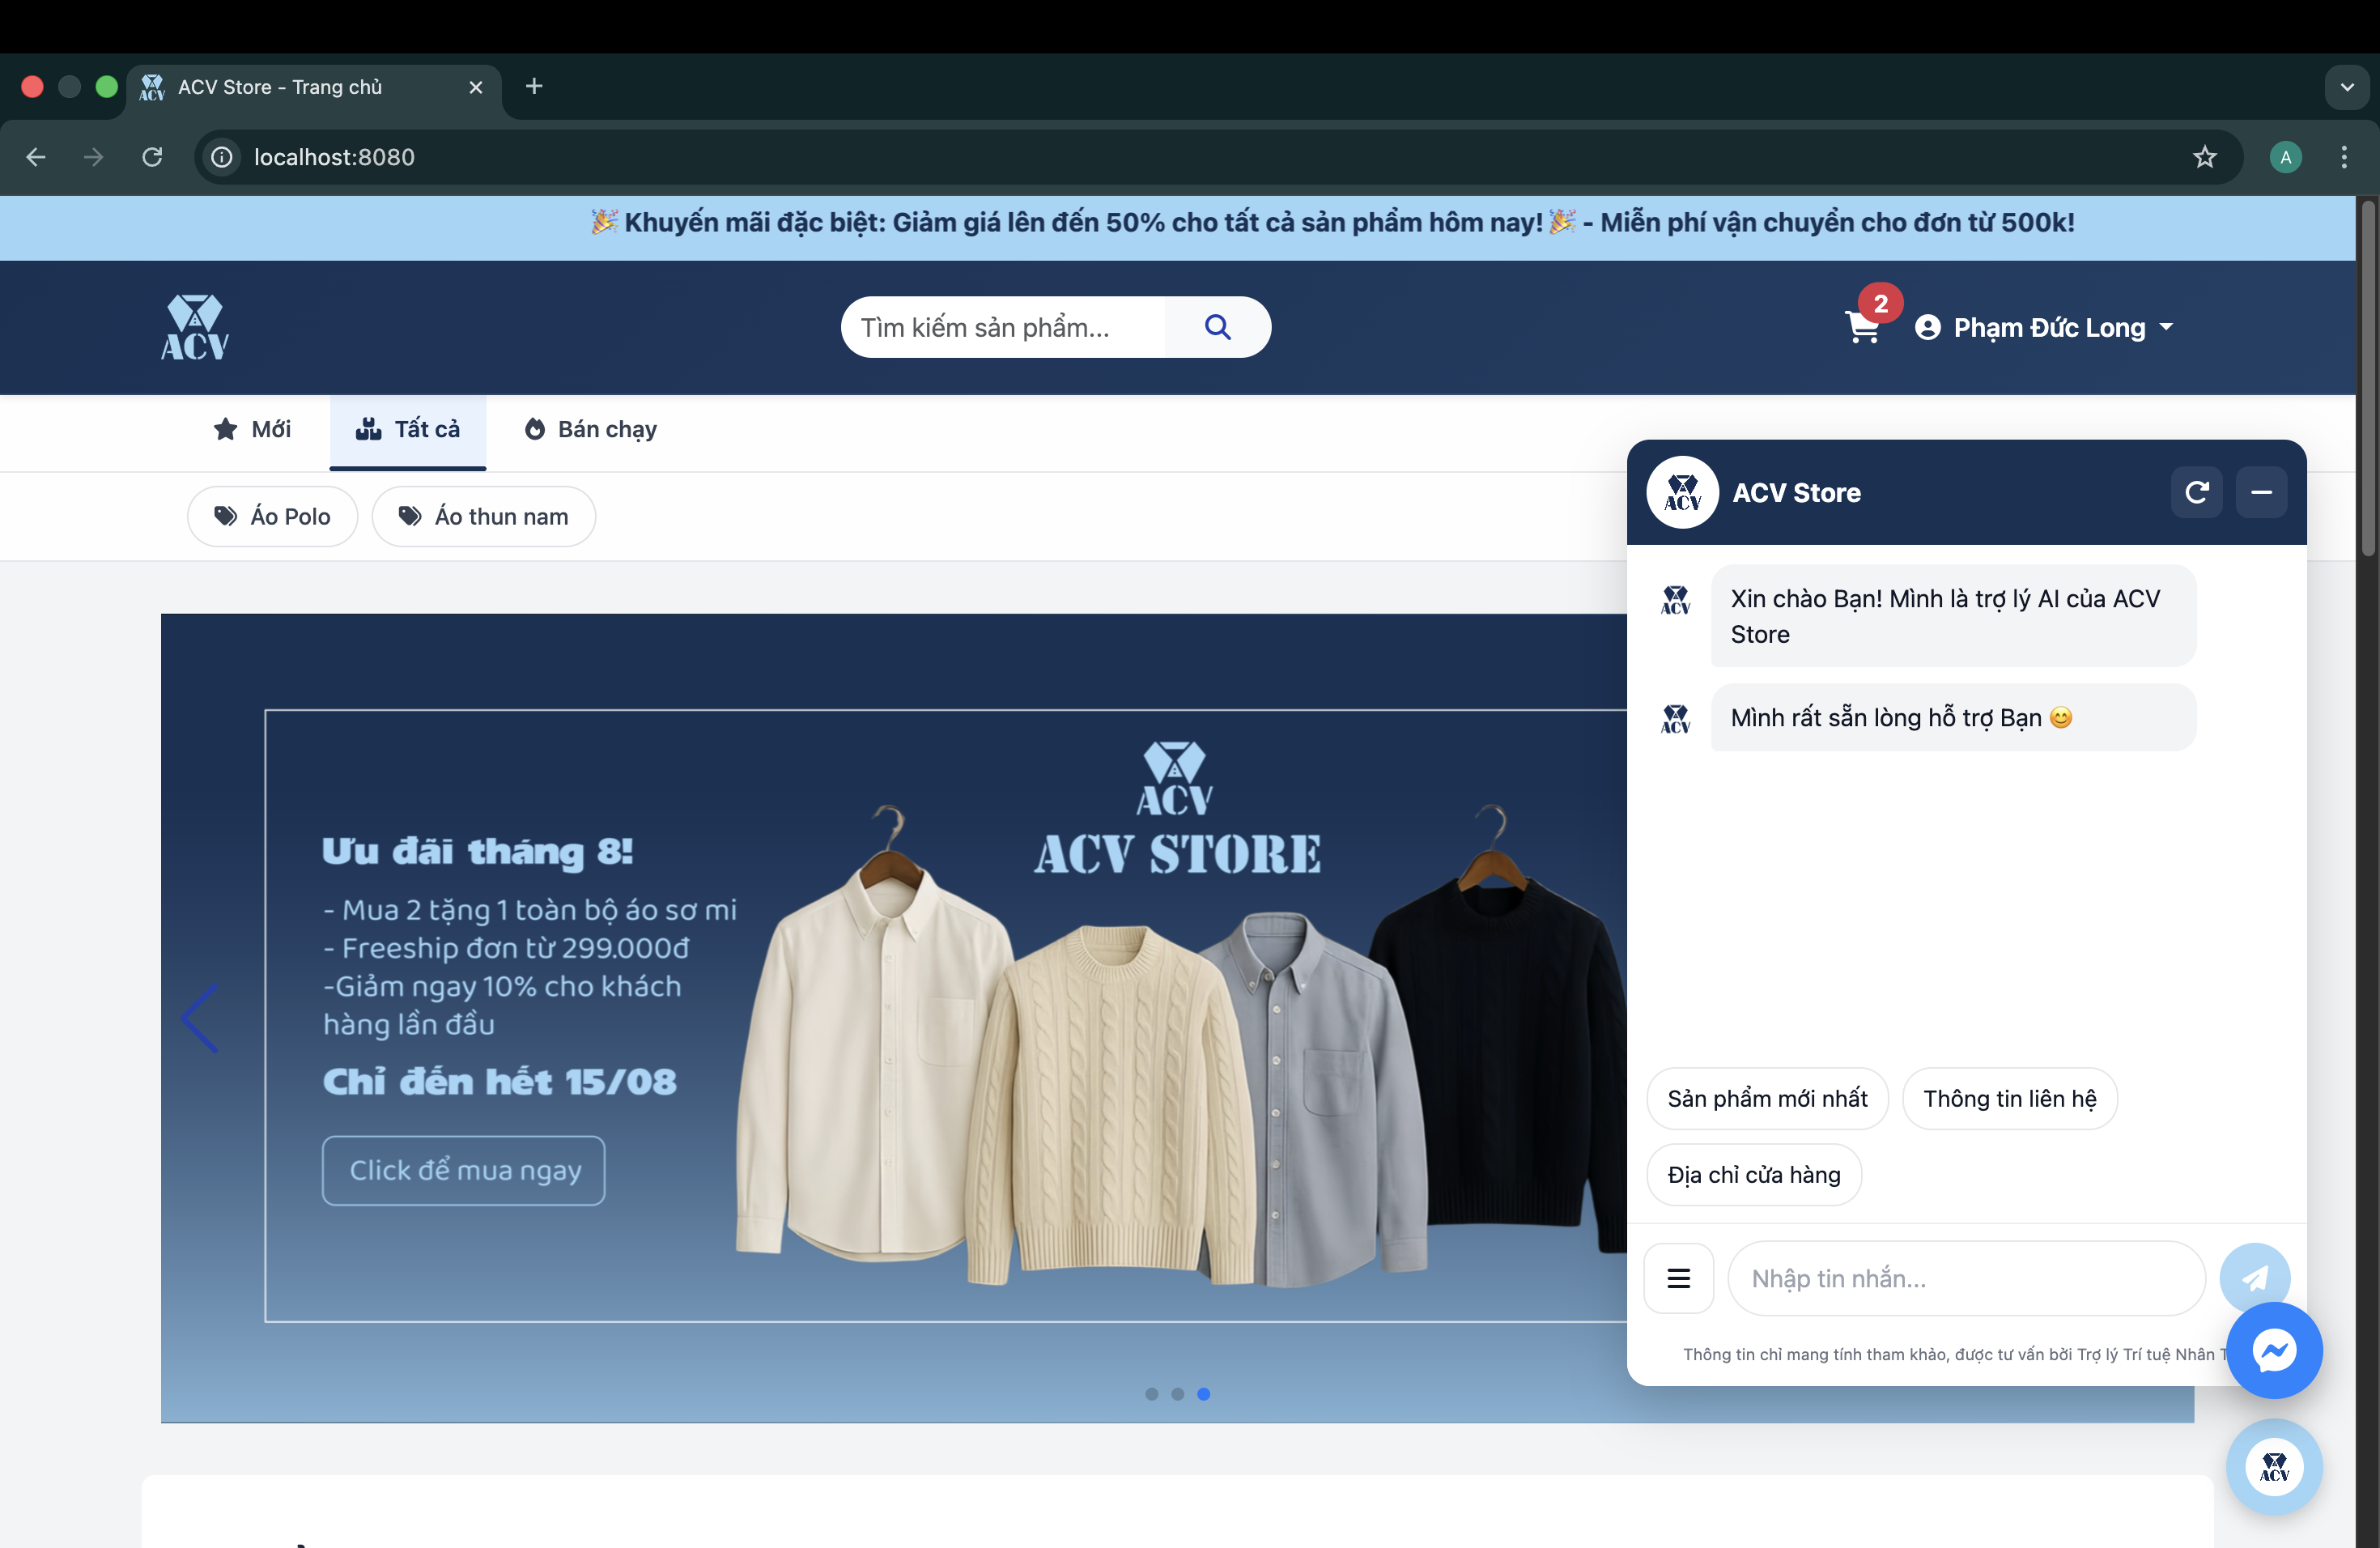 ACV Store - Trang chủ
localhost:8080
A
🎉 Khuyến mãi đặc biệt: Giảm giá lên đến 50% cho tất cả sản phẩm hôm nay! 🎉 - Miễn phí vận chuyển cho đơn từ 500k!
ACV
Tìm kiếm sản phẩm...
2
Phạm Đức Long
Mới
Tất cả
Bán chạy
Áo Polo
Áo thun nam
ACV
ACV STORE
Ưu đãi tháng 8!
- Mua 2 tặng 1 toàn bộ áo sơ mi
- Freeship đơn từ 299.000đ
-Giảm ngay 10% cho khách
hàng lần đầu
Chỉ đến hết 15/08
Click để mua ngay
ACV
ACV Store
ACV
Xin chào Bạn! Mình là trợ lý AI của ACV
Store
ACV
Mình rất sẵn lòng hỗ trợ Bạn 😊
Sản phẩm mới nhất
Thông tin liên hệ
Địa chỉ cửa hàng
Nhập tin nhắn...
Thông tin chỉ mang tính tham khảo, được tư vấn bởi Trợ lý Trí tuệ Nhân
ACV